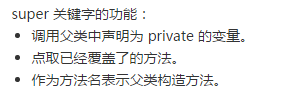 super 关键字的功能：
• 调用父类中声明为 private 的变量。
• 点取已经覆盖了的方法。
• 作为方法名表示父类构造方法。